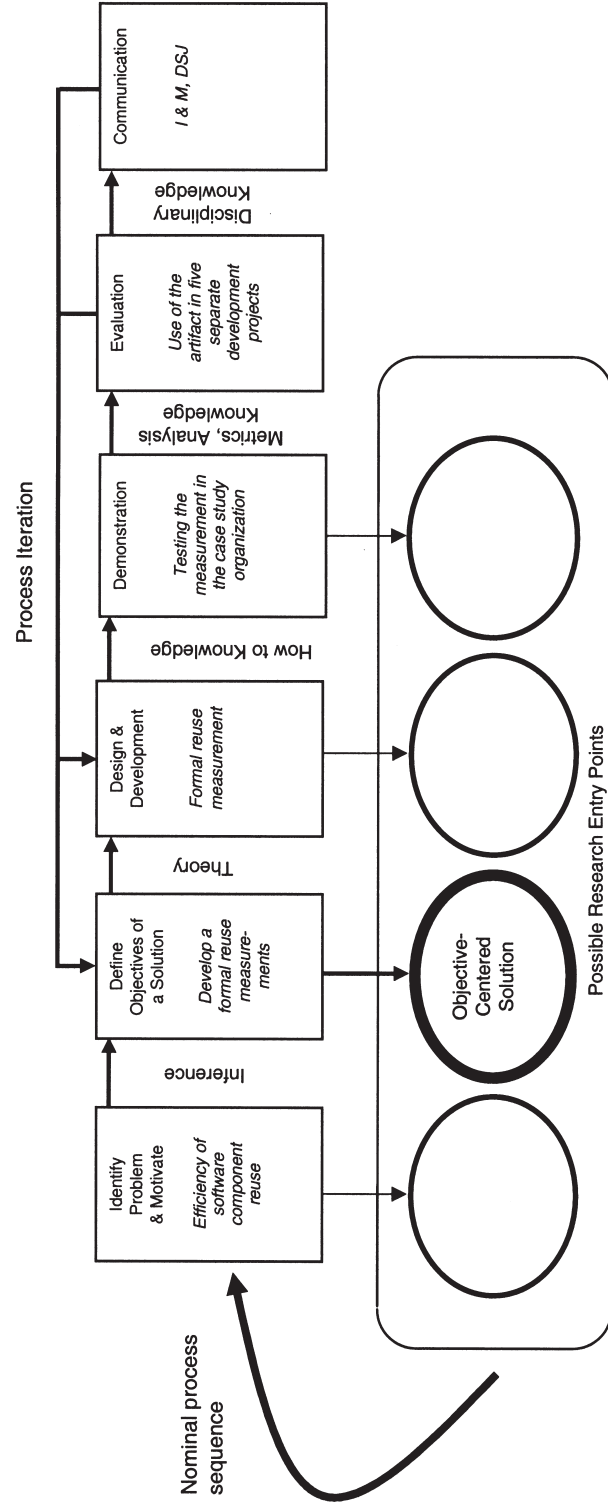 Process Iteration
Nominal process
sequence
Identify
Problem
& Motivate
Efficiency of
software
component
reuse
Inference
Define
Objectives of
a Solution
Develop a
formal reuse
measure-
ments
Theory
Design &
Development
Formal reuse
measurement
How to Knowledge
Demonstration
Testing the
measurement in
the case study
organization
Metrics, Analysis
Knowledge
Evaluation
Use of the
artifact in five
separate
development
projects
Disciplinary
Knowledge
Communication
I & M, DSJ
Objective-
Centered
Solution
Possible Research Entry Points